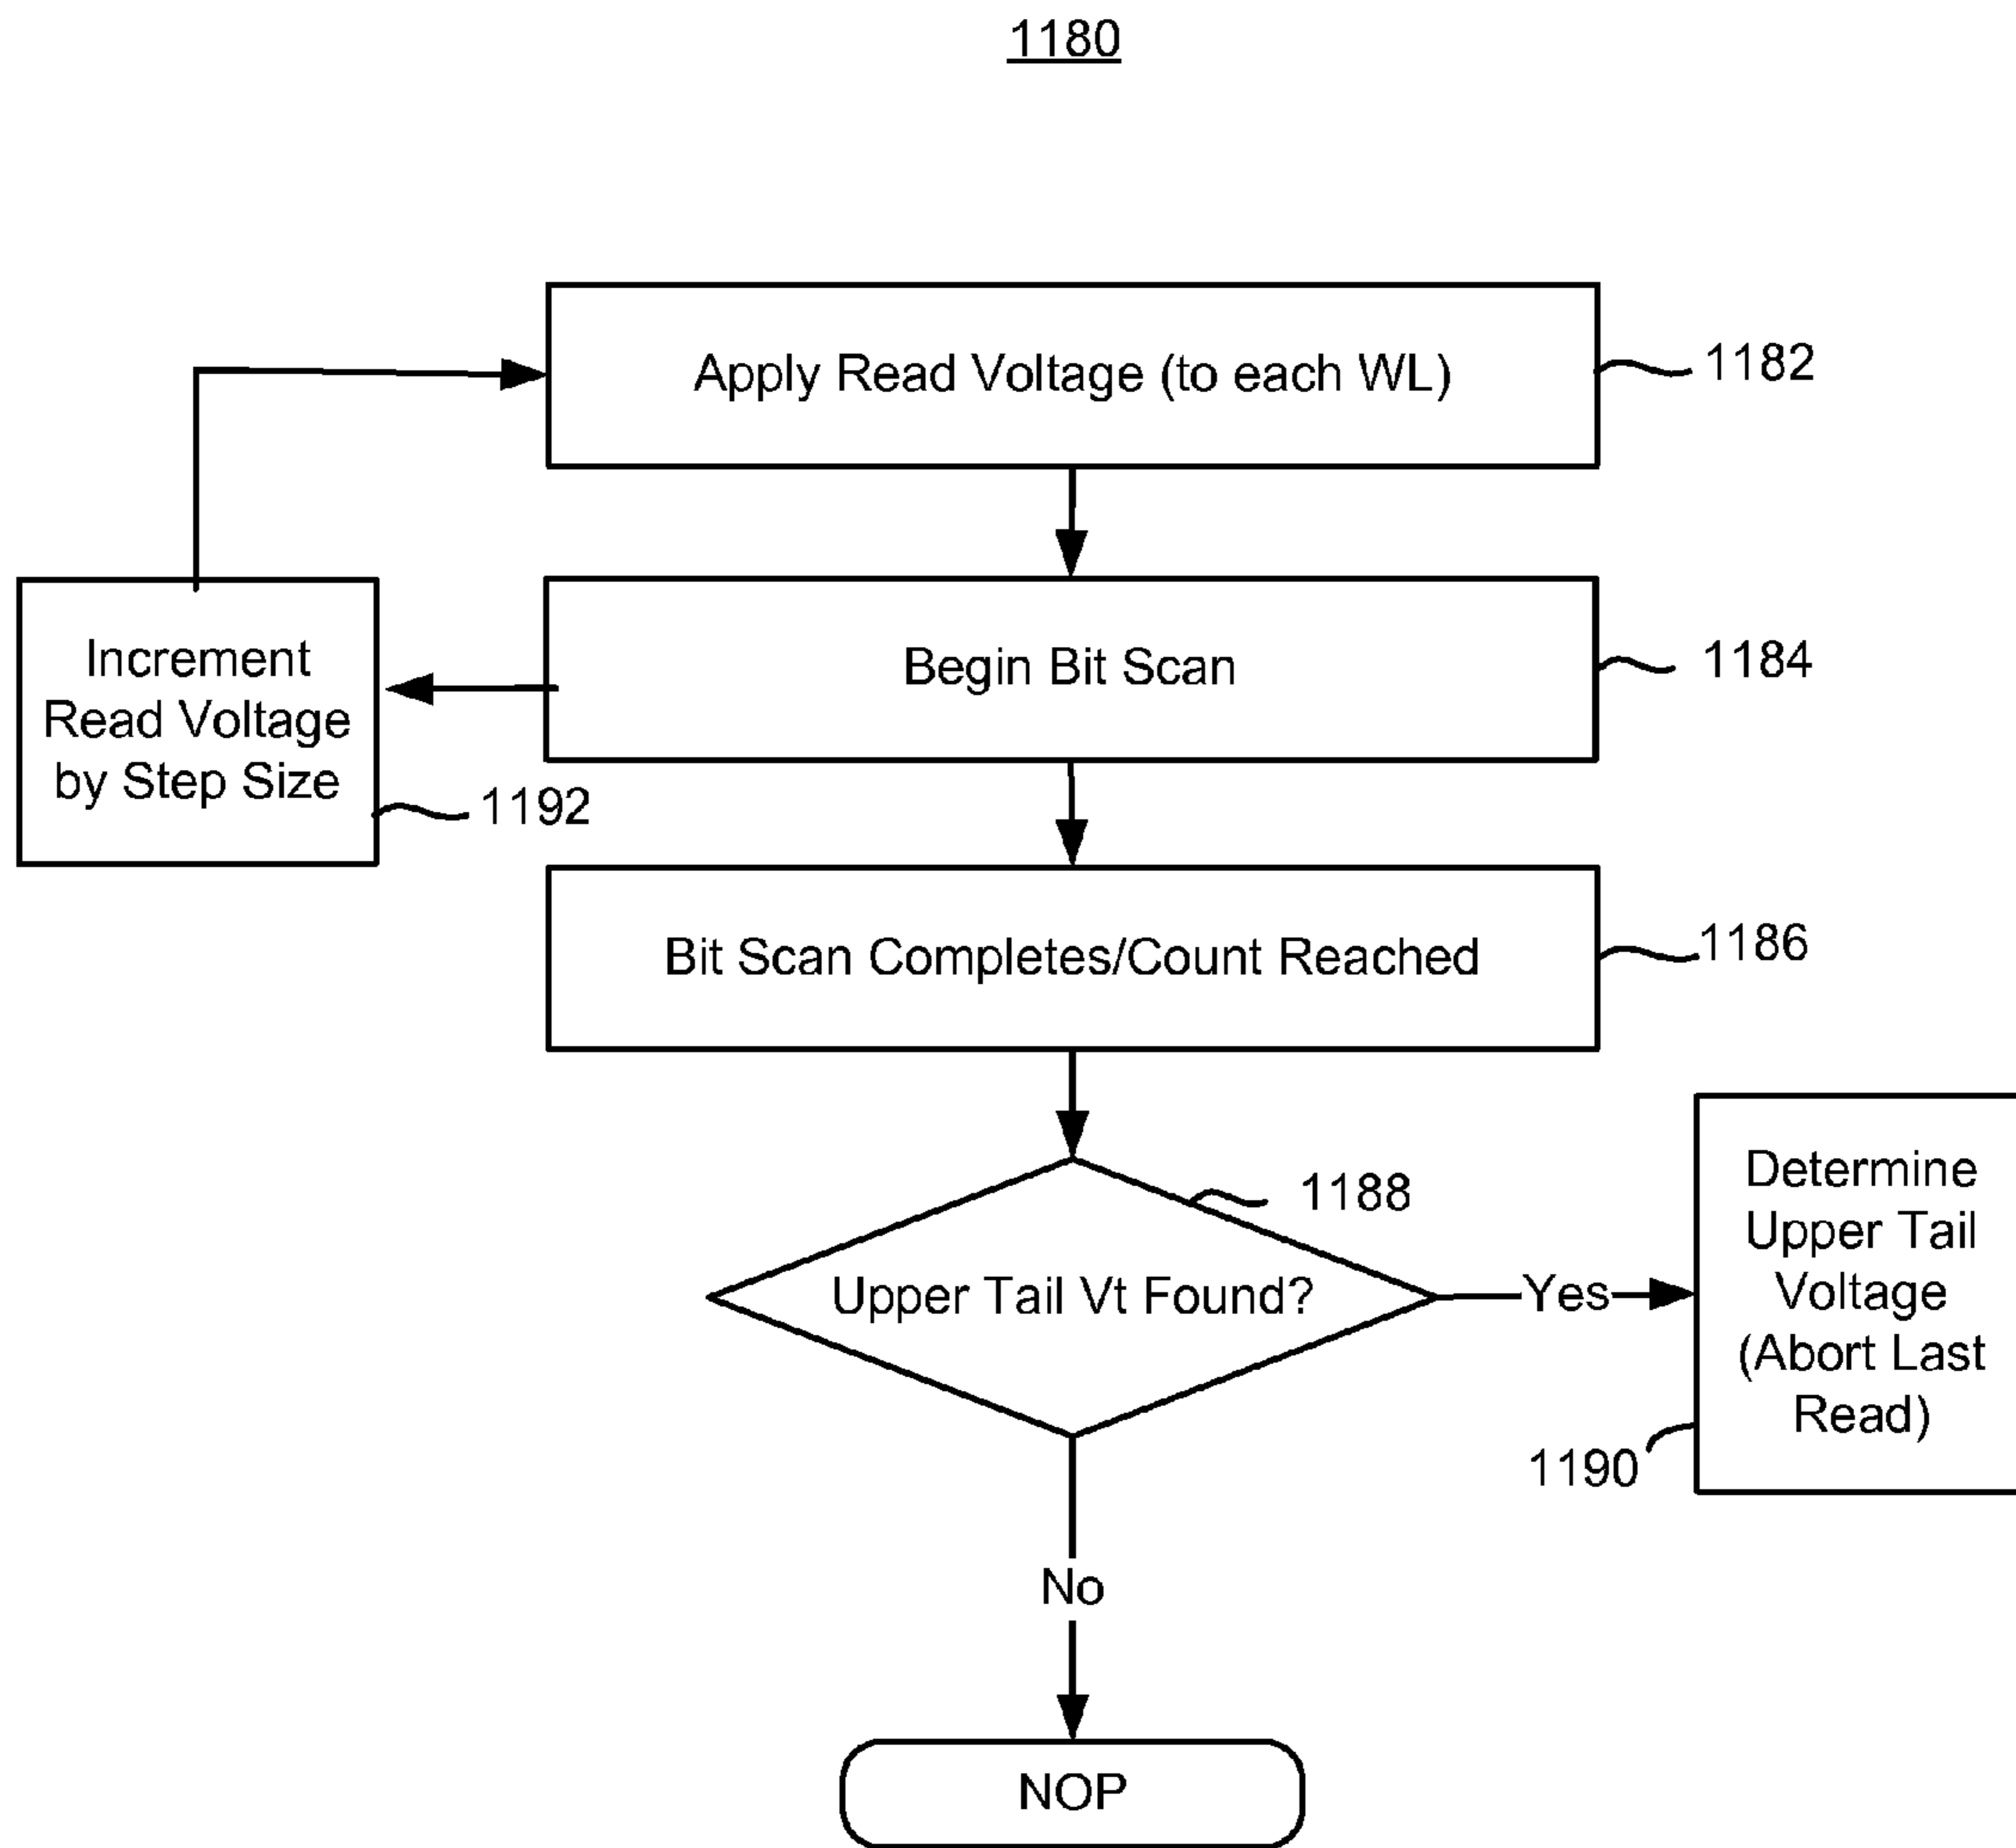 1180
Apply Read Voltage (to each WL)
1182
Increment
Read Voltage
by Step Size
1192
Begin Bit Scan
1184
Bit Scan Completes/Count Reached
1186
Upper Tail Vt Found?
1188
Yes
Determine
Upper Tail
Voltage
(Abort Last
Read)
1190
No
NOP